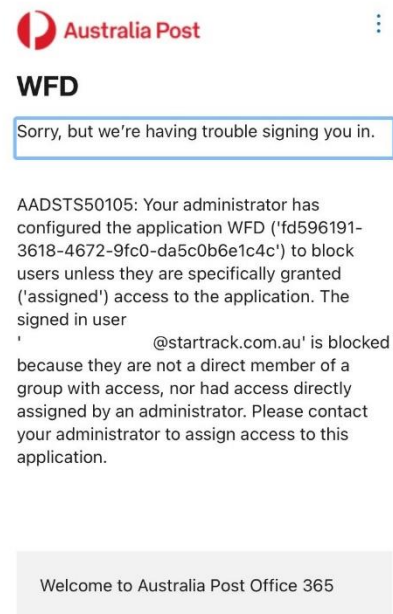 Australia Post
WFD
Sorry, but we're having trouble signing you in.
AADSTS50105: Your administrator has
configured the application WFD ('fd596191-
3618-4672-9fc0-da5c0b6e1c4c') to block
users unless they are specifically granted
('assigned') access to the application. The
signed in user
' @startrack.com.au' is blocked
because they are not a direct member of a
group with access, nor had access directly
assigned by an administrator. Please contact
your administrator to assign access to this
application.
Welcome to Australia Post Office 365